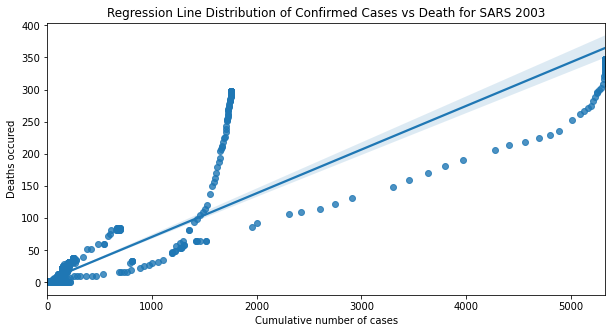 Regression Line Distribution of Confirmed Cases vs Death for SARS 2003
400
350
300
250
200
150
100
50
0
Deaths occured
0 1000 2000 3000 4000 5000
Cumulative number of cases